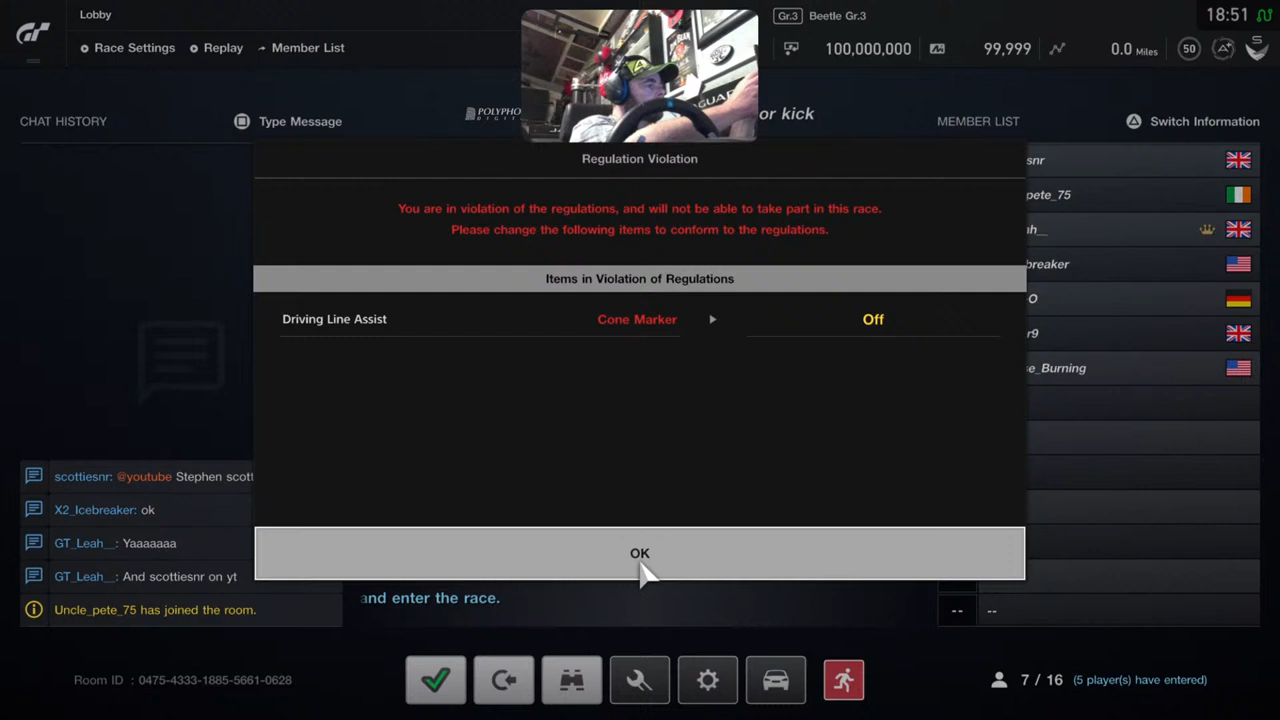 Lobby
Gr.3 Beetle Gr.3
18:51
Race Settings Replay Member List
100,000,000 99,999 0.0 Miles 50 S
CHAT HISTORY Type Message
POLYPHO
DIGIT
or kick
MEMBER LIST Switch Information
Regulation Violation
You are in violation of the regulations, and will not be able to take part in this race.
Please change the following items to conform to the regulations.
Items in Violation of Regulations
Driving Line Assist Cone Marker Off
snr
pete_75
h__
breaker
-O
r9
e_Burning
scottiesnr: @youtube Stephen scott
X2_Icebreaker: ok
GT_Leah__: Yaaaaaaa
GT_Leah__: And scottiesnr on yt
Uncle_pete_75 has joined the room.
OK
and enter the race.
-- --
Room ID : 0475-4333-1885-5661-0628
7 / 16 (5 player(s) have entered)